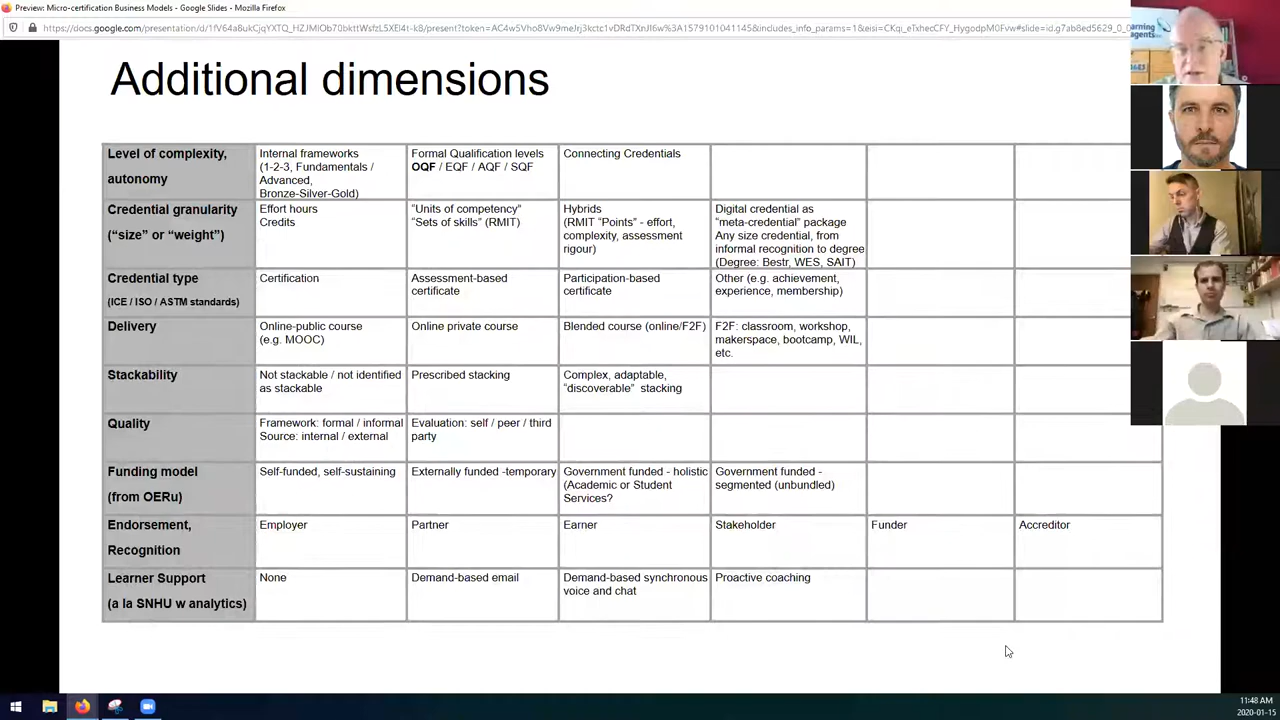 Preview: Micro-certification Business Models - Google Slides - Mozilla Firefox
Additional dimensions
Level of complexity,
autonomy
Internal frameworks
(1-2-3, Fundamentals /
Advanced,
Bronze-Silver-Gold)
Formal Qualification levels
OQF / EQF / AQF / SQF
Connecting Credentials
Credential granularity
("size" or "weight")
Effort hours
Credits
"Units of competency"
"Sets of skills" (RMIT)
Hybrids
(RMIT "Points" - effort,
complexity, assessment
rigour)
Digital credential as
"meta-credential" package
Any size credential, from
informal recognition to degree
(Degree: Bestr, WES, SAIT)
Credential type
(ICE / ISO / ASTM standards)
Certification
Assessment-based
certificate
Participation-based
certificate
Other (e.g. achievement,
experience, membership)
Delivery
Online-public course
(e.g. MOOC)
Online private course
Blended course (online/F2F)
F2F: classroom, workshop,
makerspace, bootcamp, WIL,
etc.
Stackability
Not stackable / not identified
as stackable
Prescribed stacking
Complex, adaptable,
"discoverable" stacking
Quality
Framework: formal / informal
Source: internal / external
Evaluation: self / peer / third
party
Funding model
(from OERu)
Self-funded, self-sustaining
Externally funded -temporary
Government funded - holistic
(Academic or Student
Services?
Government funded -
segmented (unbundled)
Endorsement,
Recognition
Employer
Partner
Earner
Stakeholder
Funder
Accreditor
Learner Support
(a la SNHU w analytics)
None
Demand-based email
Demand-based synchronous
voice and chat
Proactive coaching
11:48 AM
2020-01-15